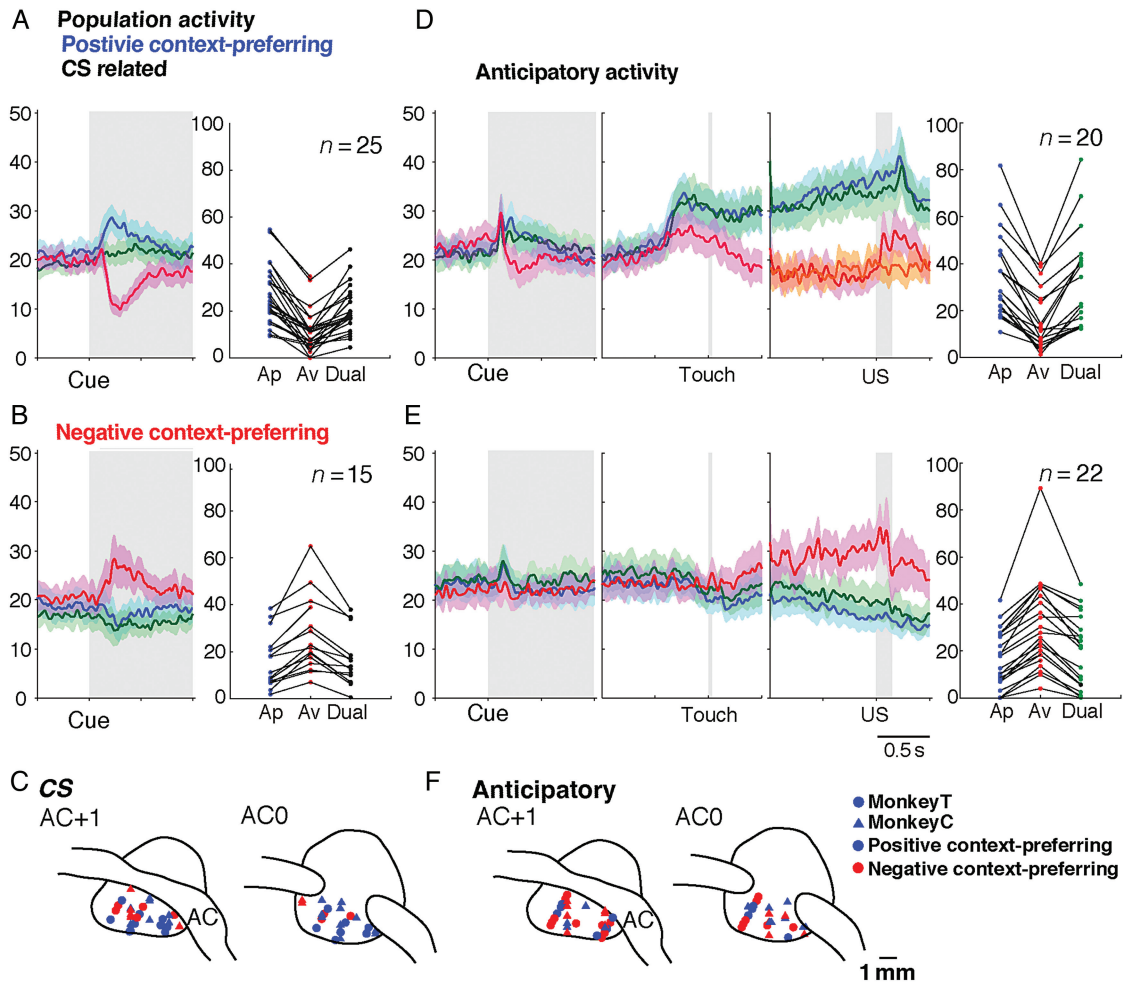 A
Population activity
Postivie context-preferring
CS related
50
40
30
20
10
0
Cue
100
80
60
40
20
0
n = 25
Ap Av Dual
D
Anticipatory activity
50
40
30
20
10
0
Cue
Touch
US
100
80
60
40
20
0
n = 20
Ap Av Dual
B
Negative context-preferring
50
40
30
20
10
0
Cue
100
80
60
40
20
0
n = 15
Ap Av Dual
E
50
40
30
20
10
0
Cue
Touch
US
0.5 s
100
80
60
40
20
0
n = 22
Ap Av Dual
C
CS
AC+1
AC0
AC
F
Anticipatory
AC+1
AC0
AC
MonkeyT
MonkeyC
Positive context-preferring
Negative context-preferring
1 mm